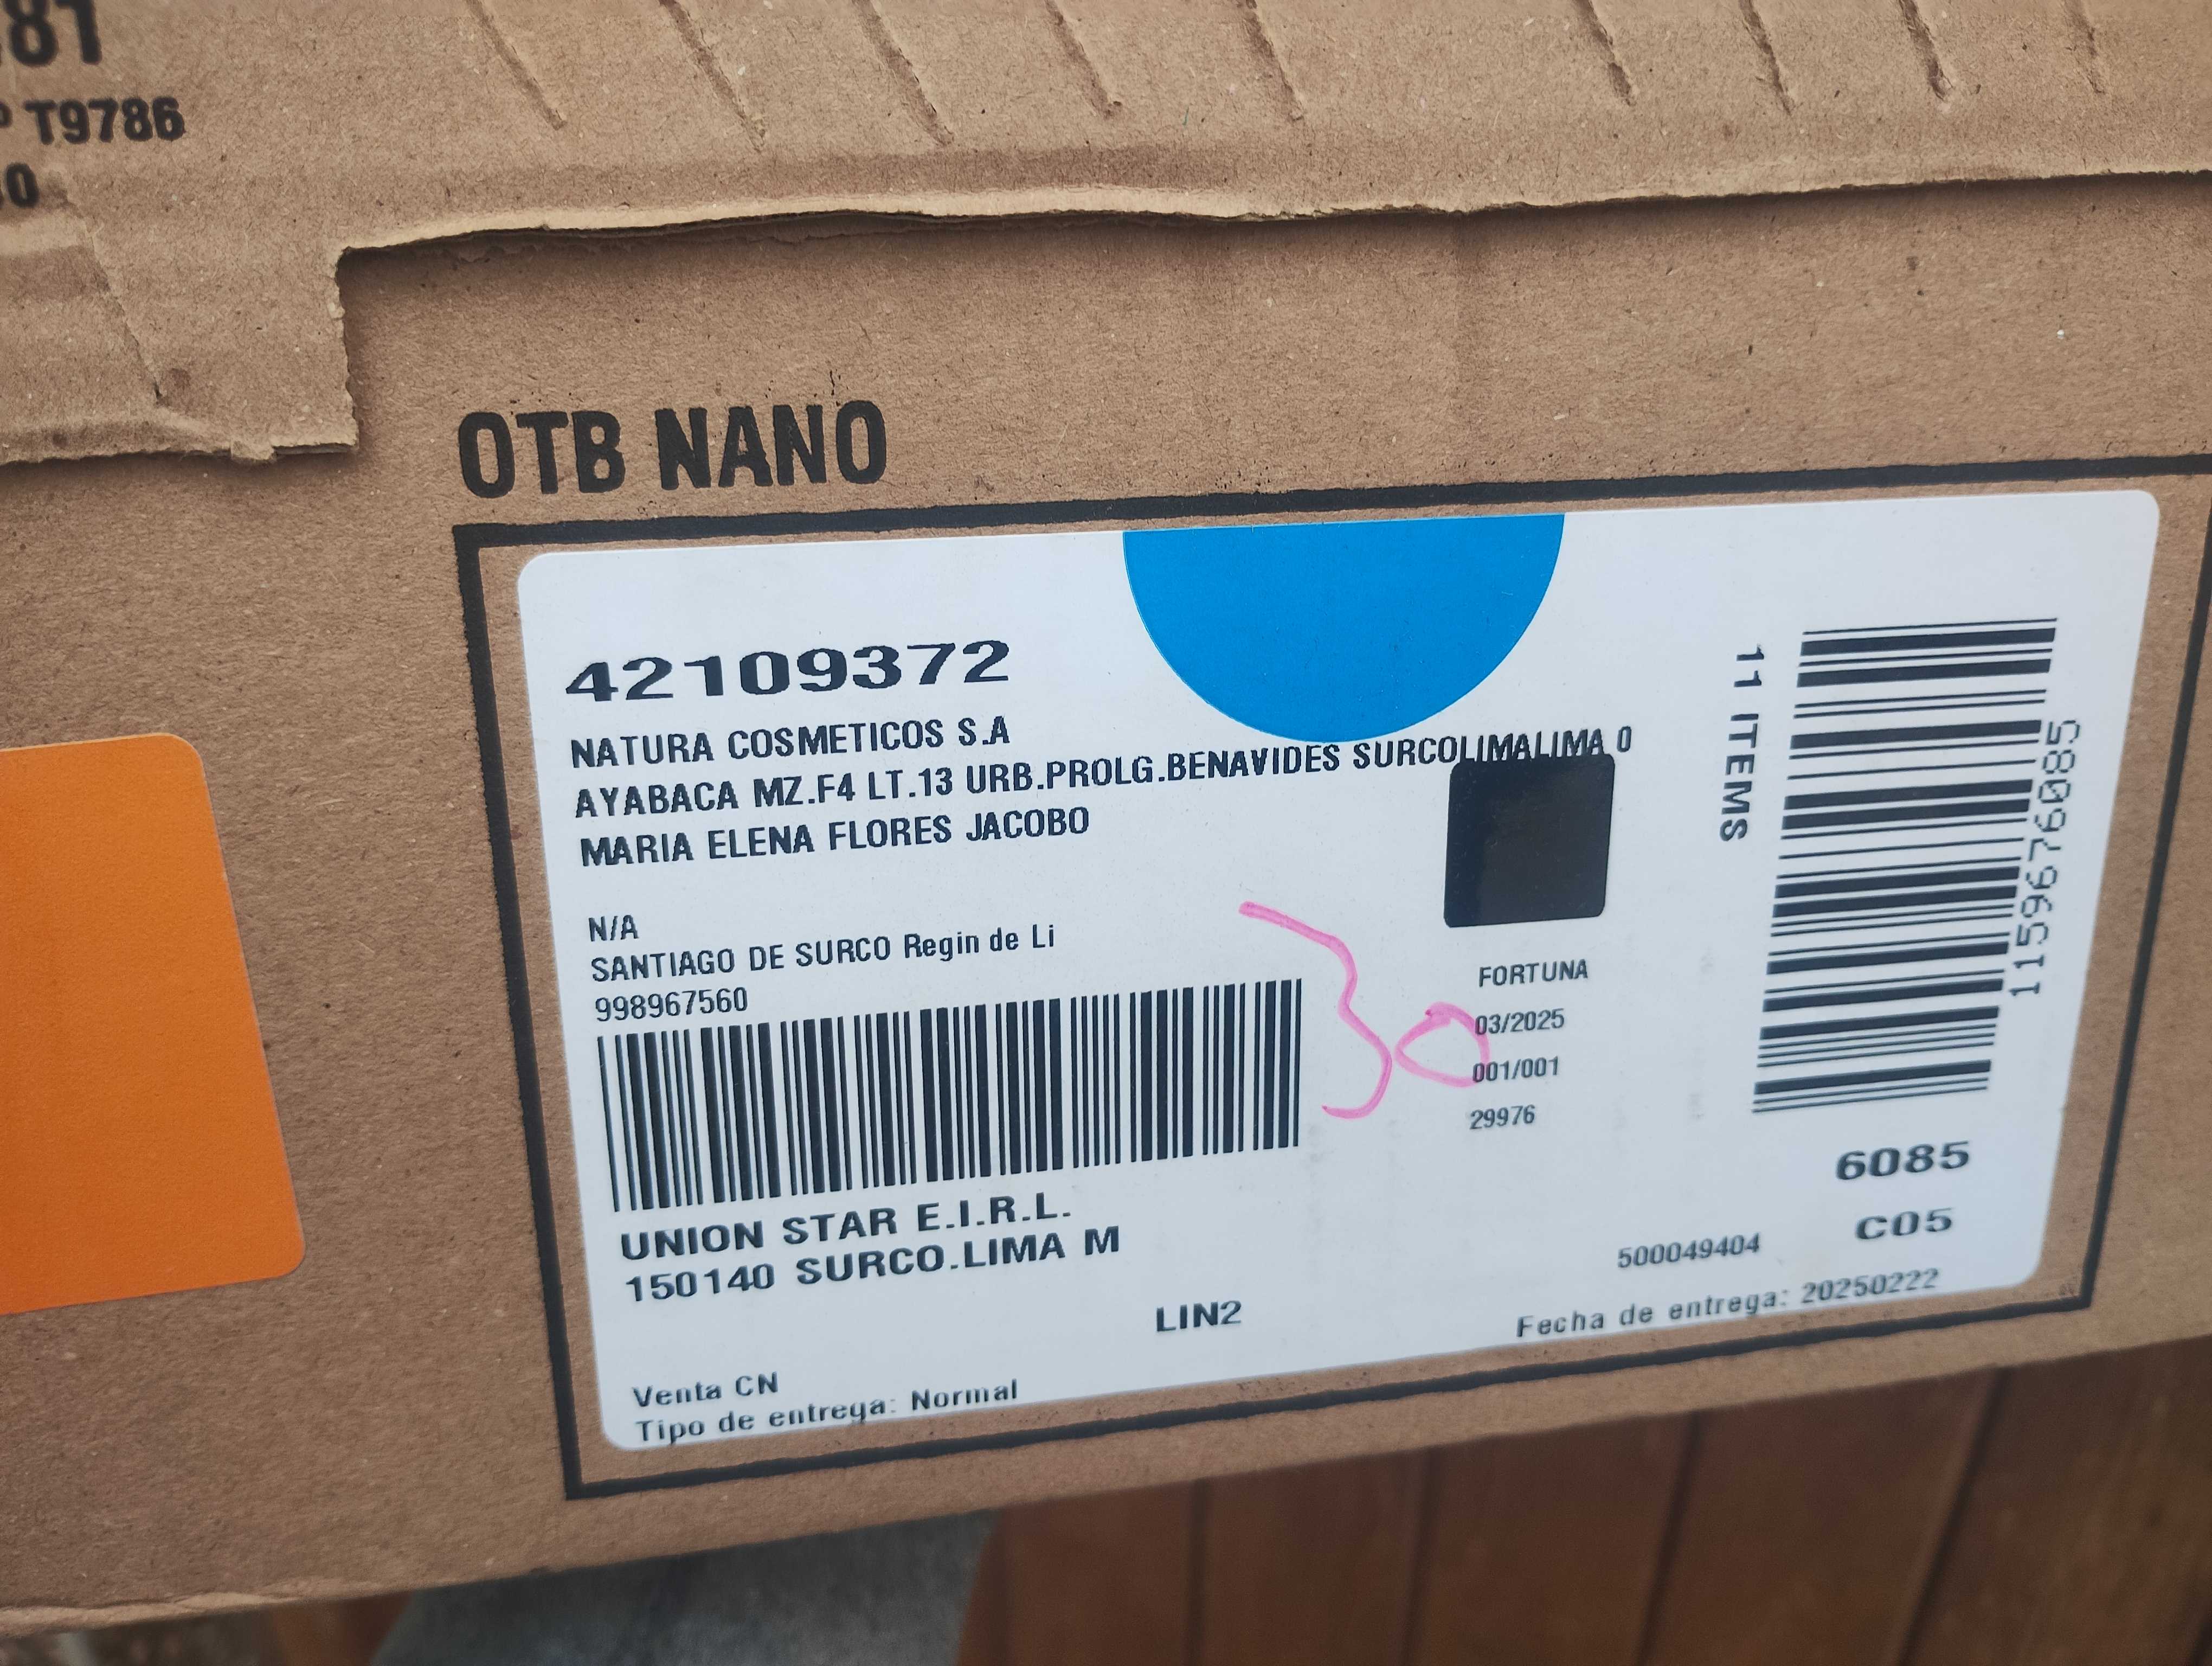 81
T9786
0
OTB NANO
42109372
NATURA COSMETICOS S.A
AYABACA MZ.F4 LT.13 URB.PROLG.BENAVIDES SURCOLIMALIMA 0
MARIA ELENA FLORES JACOBO
N/A
SANTIAGO DE SURCO Regin de Li
998967560
UNION STAR E.I.R.L.
150140 SURCO.LIMA M
LIN2
Venta CN
Tipo de entrega: Normal
30
FORTUNA
03/2025
001/001
29976
11 ITEMS
1159676085
6085
C05
500049404
Fecha de entrega: 20250222